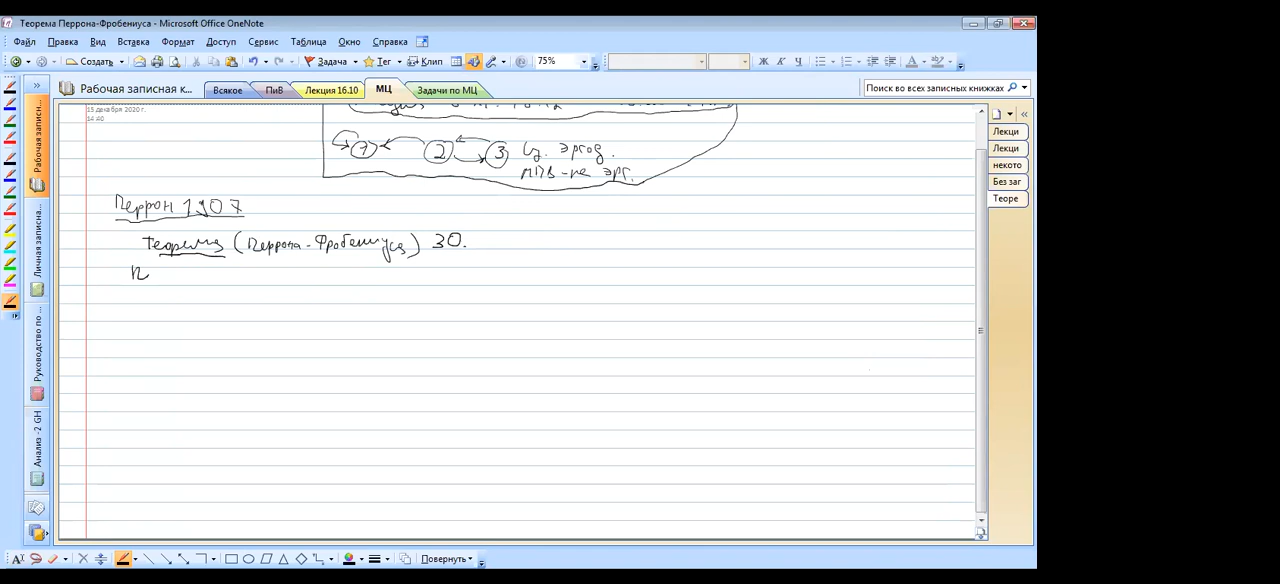 Теорема Перрона-Фробениуса - Microsoft Office OneNote
Файл Правка Вид Вставка Формат Доступ Сервис Таблица Окно Справка
Создать Задача Тег Клип 75% Ж К Ч
Рабочая записная к... Всякое ПиВ Лекция 16.10 МЦ Задачи по МЦ Поиск во всех записных книжках
15 декабря 2020 г.
14:40
1 2 3 Сл. эргод.
МПВ-не эрг.
Перрон 1907
Теорема (Перрона-Фробениуса) 30.
П
Рабочая записн...
Личная записна...
Руководство по ...
Анализ - 2 GH
Лекци
Лекци
некото
Без заг
Теоре
Повернуть